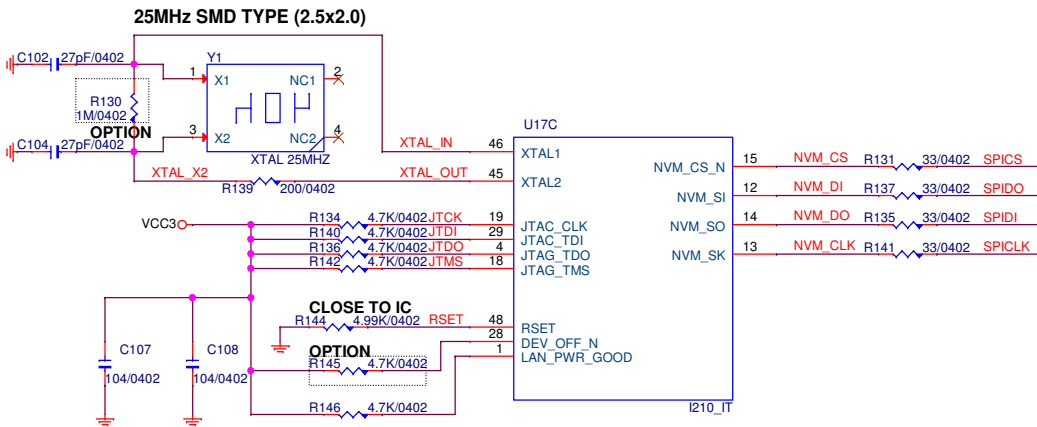 25MHz SMD TYPE (2.5x2.0)
C102 27pF/0402
Y1
1 X1 NC1 2
R130
1M/0402
OPTION
3 X2 NC2 4
C104 27pF/0402
XTAL 25MHZ
XTAL_X2 R139 200/0402 XTAL_OUT 45 XTAL2
XTAL_IN 46 XTAL1
U17C
VCC3
R134 4.7K/0402 JTCK 19 JTAC_CLK
R140 4.7K/0402 JTDI 29 JTAC_TDI
R136 4.7K/0402 JTDO 4 JTAG_TDO
R142 4.7K/0402 JTMS 18 JTAG_TMS
CLOSE TO IC
R144 4.99K/0402 RSET 48 RSET
28 DEV_OFF_N
1 LAN_PWR_GOOD
OPTION
R145 4.7K/0402
R146 4.7K/0402
C107
104/0402
C108
104/0402
NVM_CS_N 15 NVM_CS R131 33/0402 SPICS
NVM_SI 12 NVM_DI R137 33/0402 SPIDO
NVM_SO 14 NVM_DO R135 33/0402 SPIDI
NVM_SK 13 NVM_CLK R141 33/0402 SPICLK
I210_IT